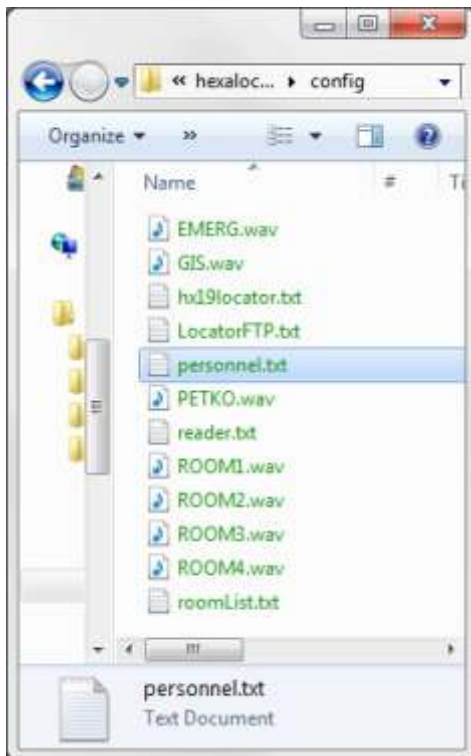 « hexaloc... ▸ config
Organize »
Name # Ti
EMERG.wav
GIS.wav
hx19locator.txt
LocatorFTP.txt
personnel.txt
PETKO.wav
reader.txt
ROOM1.wav
ROOM2.wav
ROOM3.wav
ROOM4.wav
roomList.txt
personnel.txt
Text Document